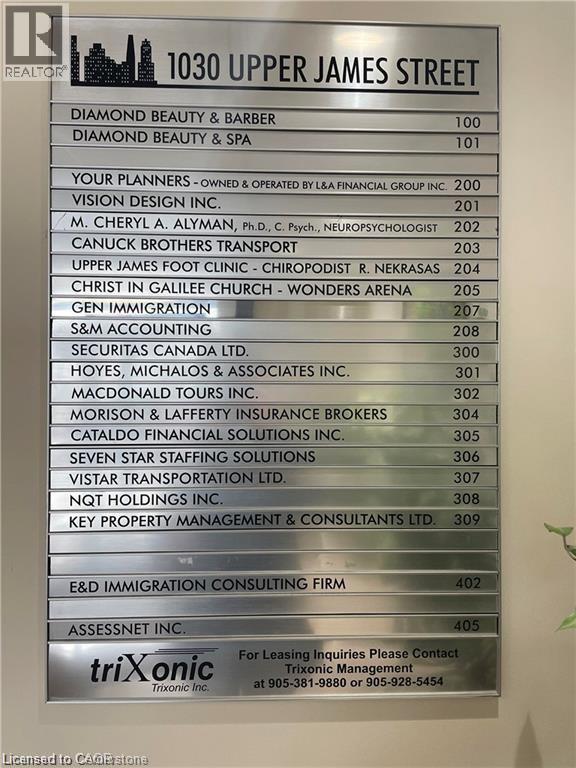 REALTOR®
1030 UPPER JAMES STREET
DIAMOND BEAUTY & BARBER 100
DIAMOND BEAUTY & SPA 101
YOUR PLANNERS - OWNED & OPERATED BY L&A FINANCIAL GROUP INC. 200
VISION DESIGN INC. 201
M. CHERYL A. ALYMAN, Ph.D., C. Psych., NEUROPSYCHOLOGIST 202
CANUCK BROTHERS TRANSPORT 203
UPPER JAMES FOOT CLINIC - CHIROPODIST R. NEKRASAS 204
CHRIST IN GALILEE CHURCH - WONDERS ARENA 205
GEN IMMIGRATION 207
S&M ACCOUNTING 208
SECURITAS CANADA LTD. 300
HOYES, MICHALOS & ASSOCIATES INC. 301
MACDONALD TOURS INC. 302
MORISON & LAFFERTY INSURANCE BROKERS 304
CATALDO FINANCIAL SOLUTIONS INC. 305
SEVEN STAR STAFFING SOLUTIONS 306
VISTAR TRANSPORTATION LTD. 307
NQT HOLDINGS INC. 308
KEY PROPERTY MANAGEMENT & CONSULTANTS LTD. 309
E&D IMMIGRATION CONSULTING FIRM 402
ASSESSNET INC. 405
triXonic
Trixonic Inc.
For Leasing Inquiries Please Contact
Trixonic Management
at 905-381-9880 or 905-928-5454
Licensed to